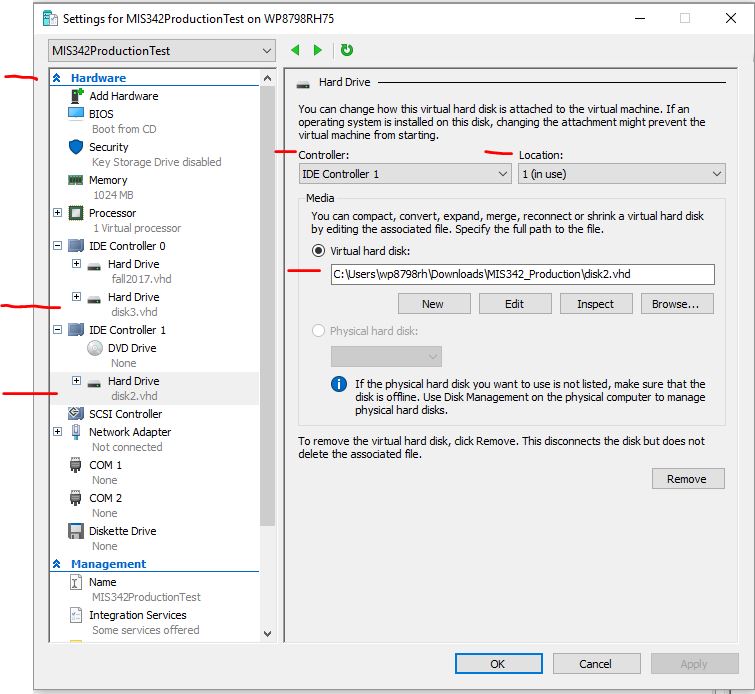 Settings for MIS342ProductionTest on WP8798RH75
MIS342ProductionTest
Hardware
Add Hardware
BIOS
Boot from CD
Security
Key Storage Drive disabled
Memory
1024 MB
Processor
1 Virtual processor
IDE Controller 0
Hard Drive
fall2017.vhd
Hard Drive
disk3.vhd
IDE Controller 1
DVD Drive
None
Hard Drive
disk2.vhd
SCSI Controller
Network Adapter
Not connected
COM 1
None
COM 2
None
Diskette Drive
None
Management
Name
MIS342ProductionTest
Integration Services
Some services offered
Hard Drive
You can change how this virtual hard disk is attached to the virtual machine. If an
operating system is installed on this disk, changing the attachment might prevent the
virtual machine from starting.
Controller:
Location:
IDE Controller 1
1 (in use)
Media
You can compact, convert, expand, merge, reconnect or shrink a virtual hard disk
by editing the associated file. Specify the full path to the file.
Virtual hard disk:
C:\Users\wp8798rh\Downloads\MIS342_Production\disk2.vhd
New
Edit
Inspect
Browse...
Physical hard disk:
If the physical hard disk you want to use is not listed, make sure that the
disk is offline. Use Disk Management on the physical computer to manage
physical hard disks.
To remove the virtual hard disk, click Remove. This disconnects the disk but does not
delete the associated file.
Remove
OK
Cancel
Apply